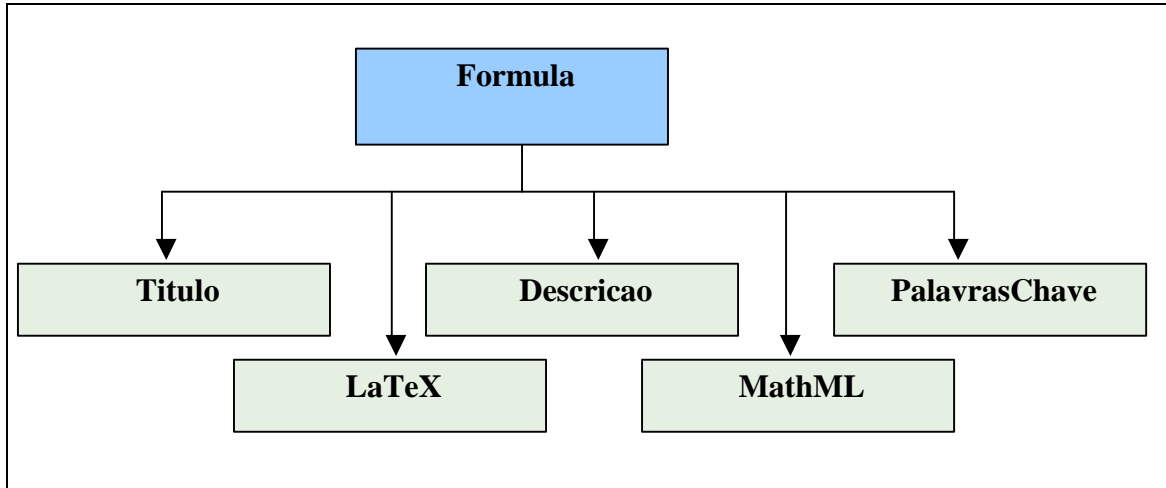 Formula
Titulo
Descricao
PalavrasChave
LaTeX
MathML